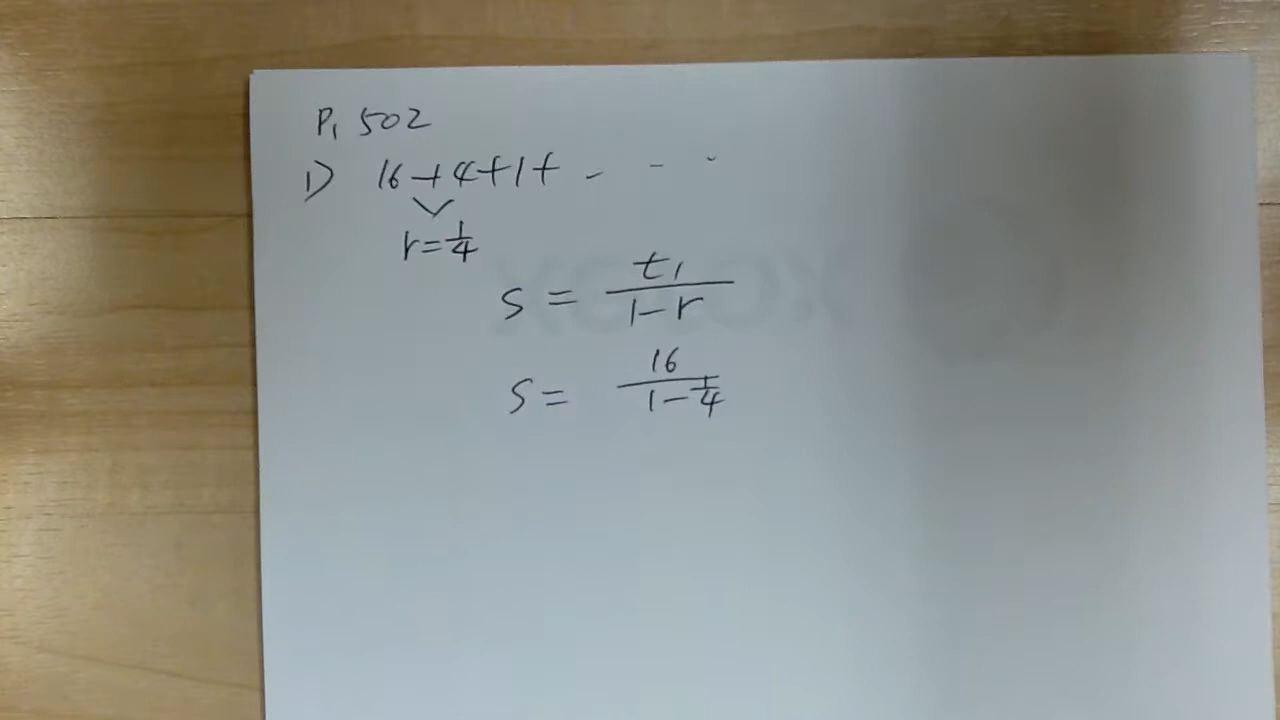 P, 502
1) 16+4+1+ - - -
r=1/4
S = t₁/(1-r)
S = 16/(1-1/4)